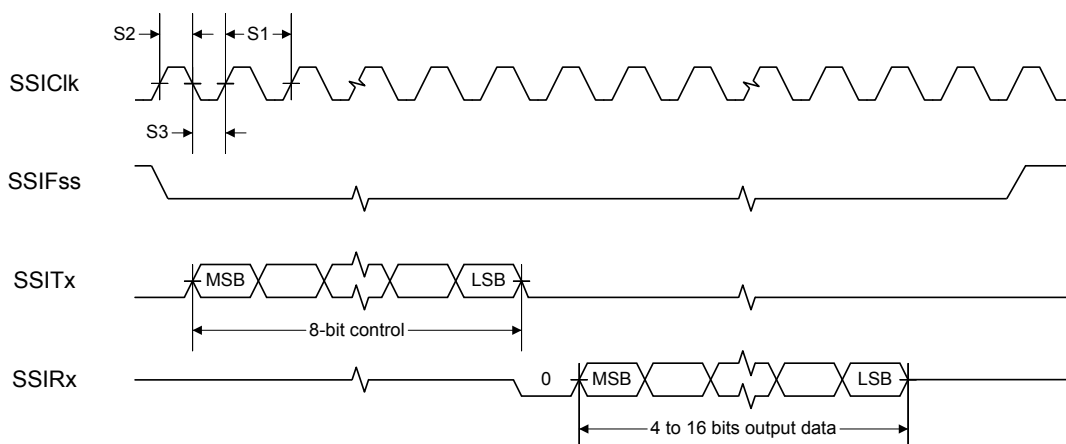 S2
S1
SSIClk
S3
SSIFss
SSITx
MSB
LSB
8-bit control
SSIRx
0
MSB
LSB
4 to 16 bits output data